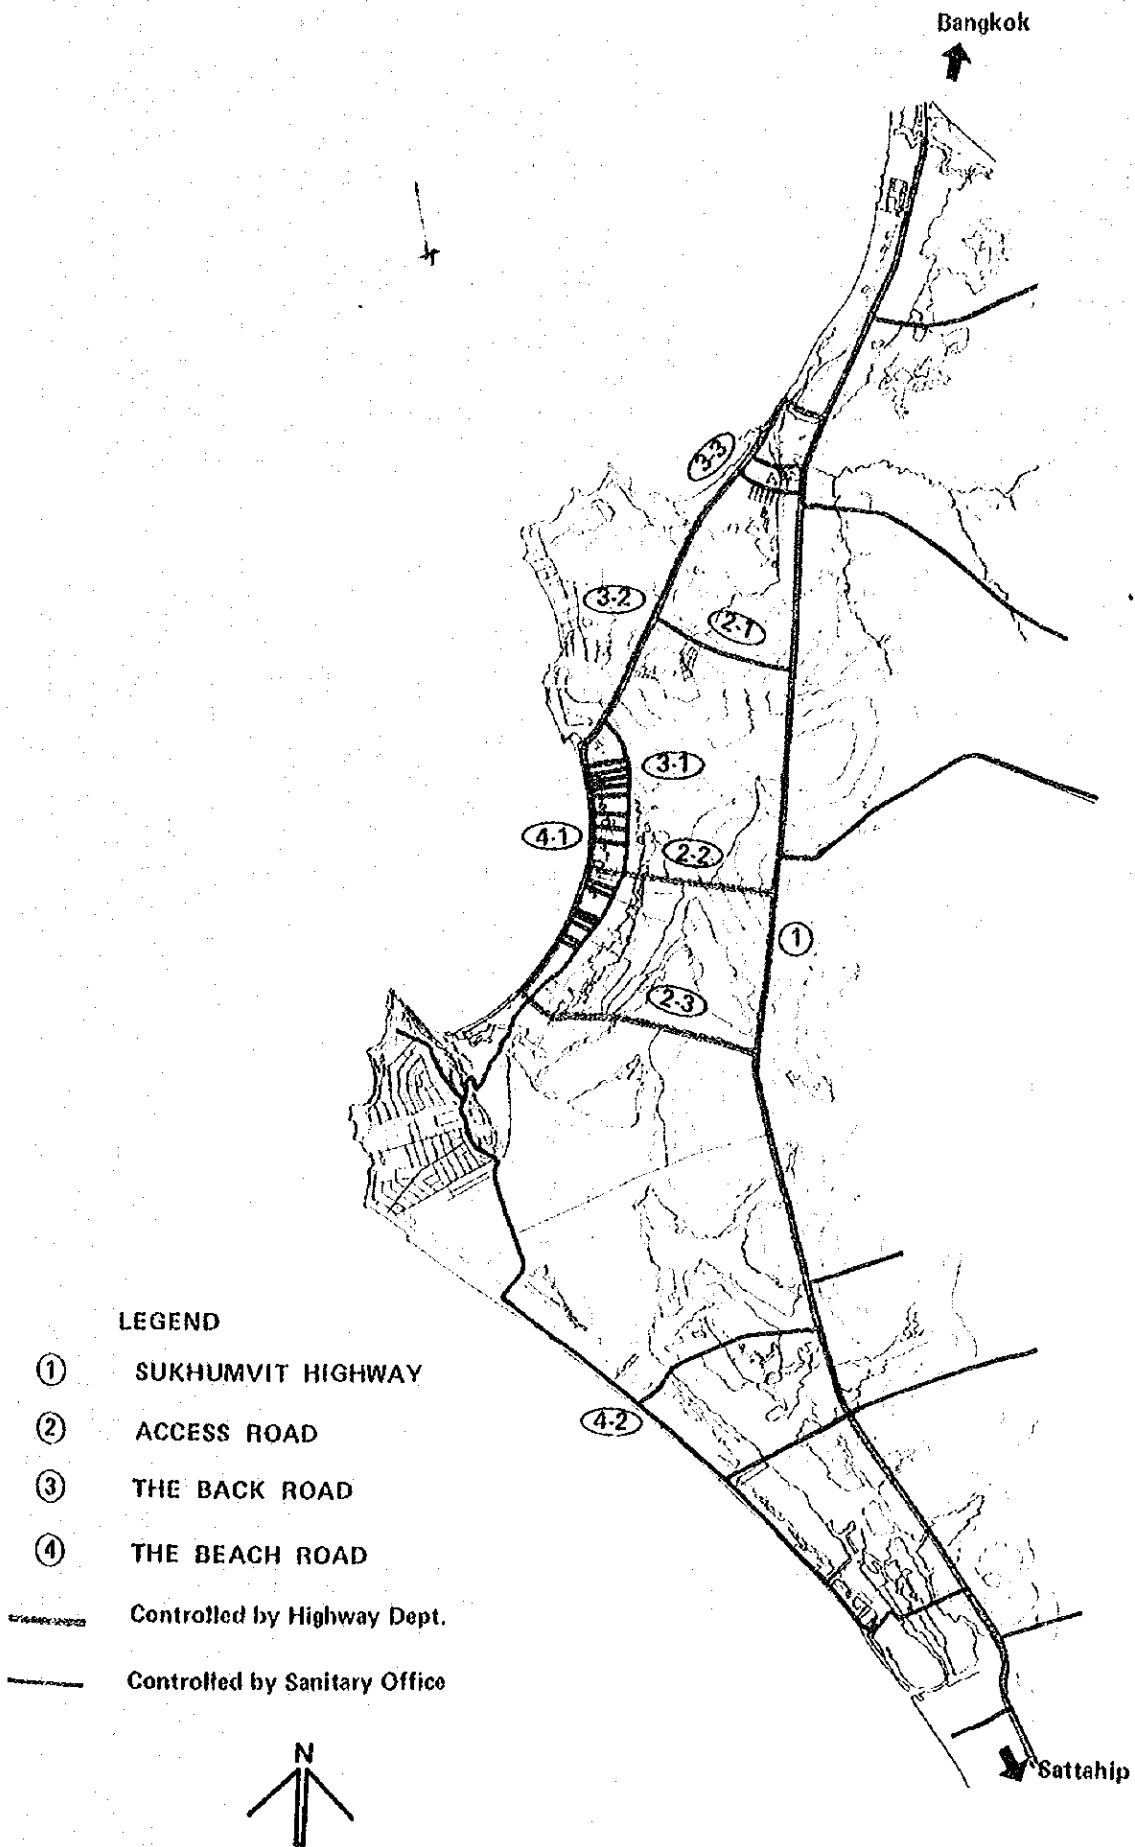 Bangkok
3-3
3-2
2-1
3-1
4-1
2-2
1
2-3
LEGEND
1 SUKHUMVIT HIGHWAY
2 ACCESS ROAD
4-2
3 THE BACK ROAD
4 THE BEACH ROAD
Controlled by Highway Dept.
Controlled by Sanitary Office
N
Sattahip